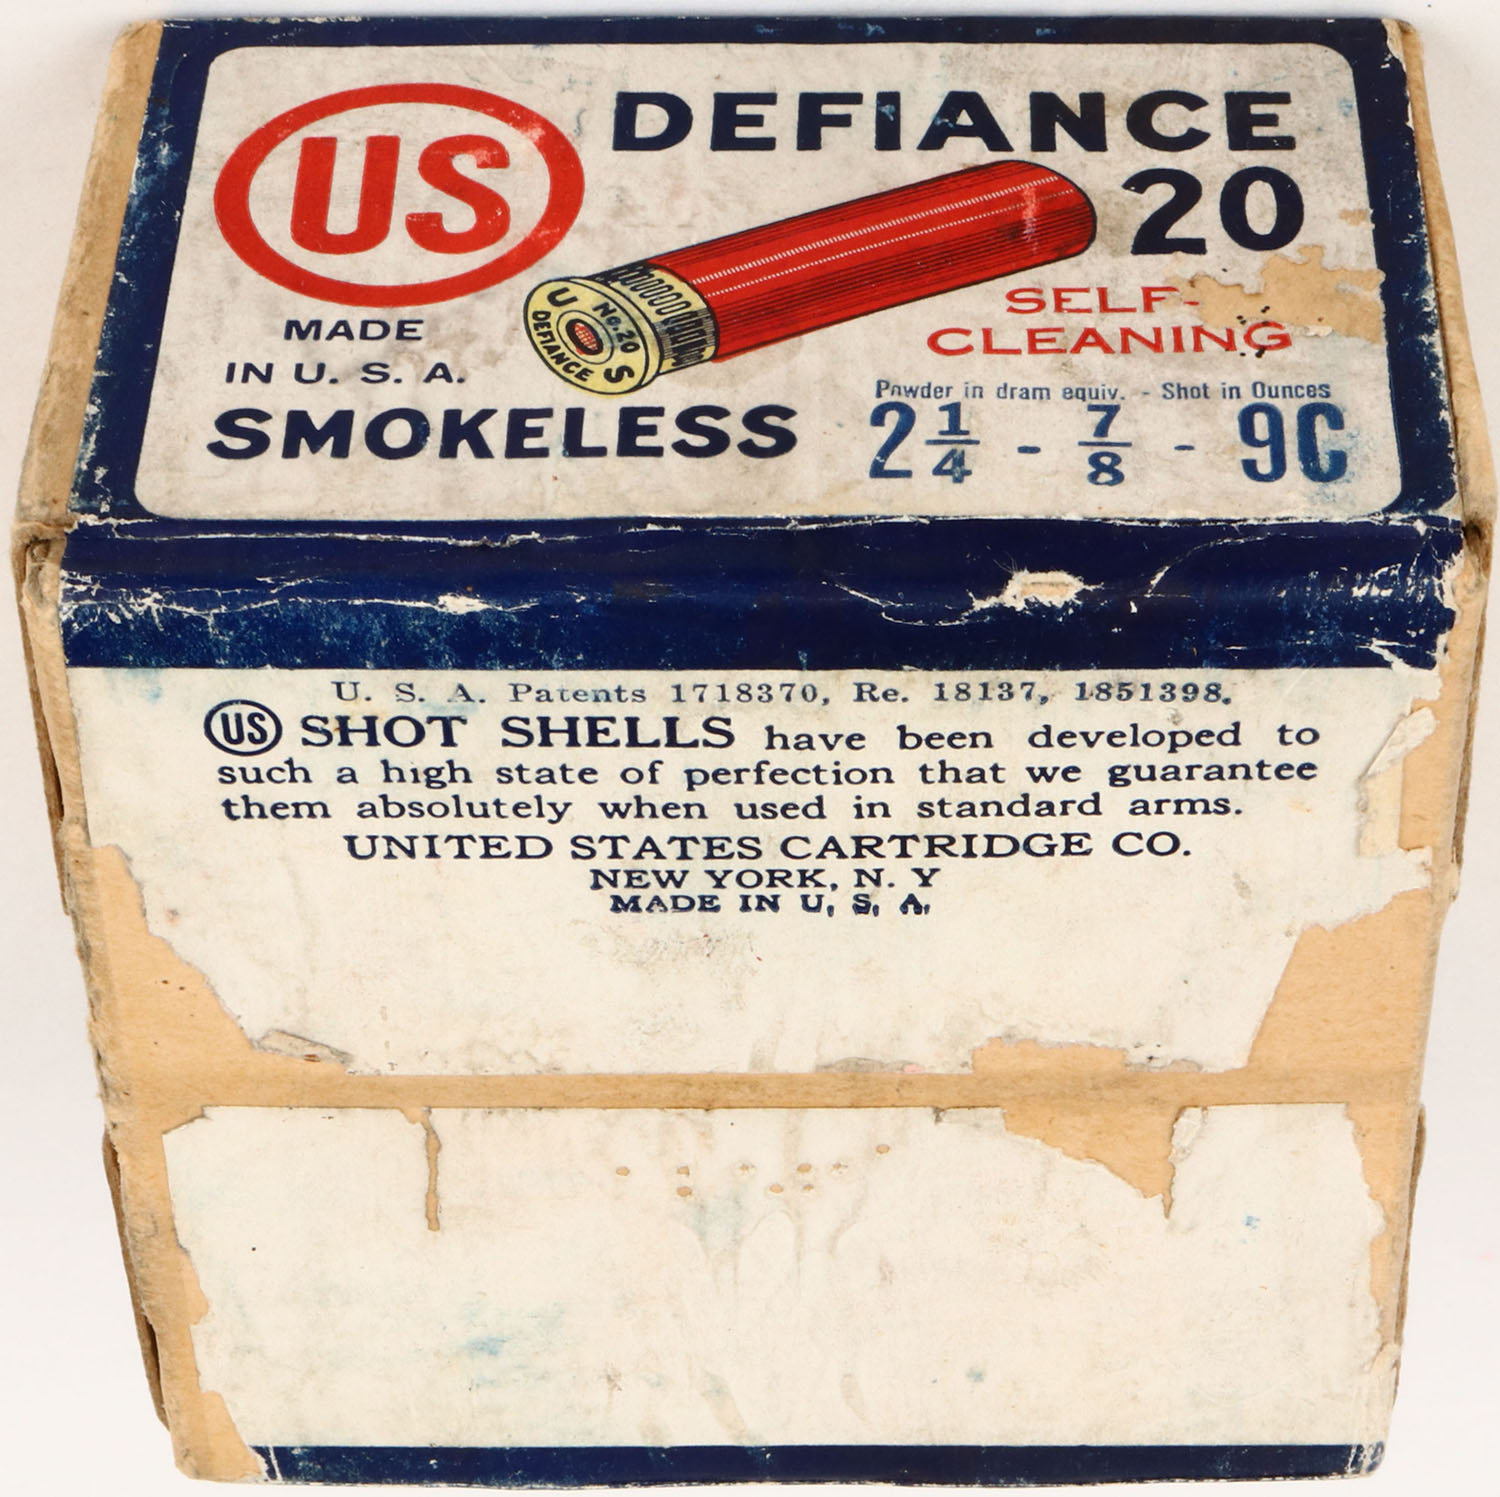 US
DEFIANCE
20
SELF-
CLEANING
U No.20 S
DEFIANCE
MADE
IN U. S. A.
SMOKELESS
Powder in dram equiv. - Shot in Ounces
2 1/4 - 7/8 - 9C
U. S. A. Patents 1718370, Re. 18137, 1851398.
US SHOT SHELLS have been developed to
such a high state of perfection that we guarantee
them absolutely when used in standard arms.
UNITED STATES CARTRIDGE CO.
NEW YORK, N. Y
MADE IN U. S. A.